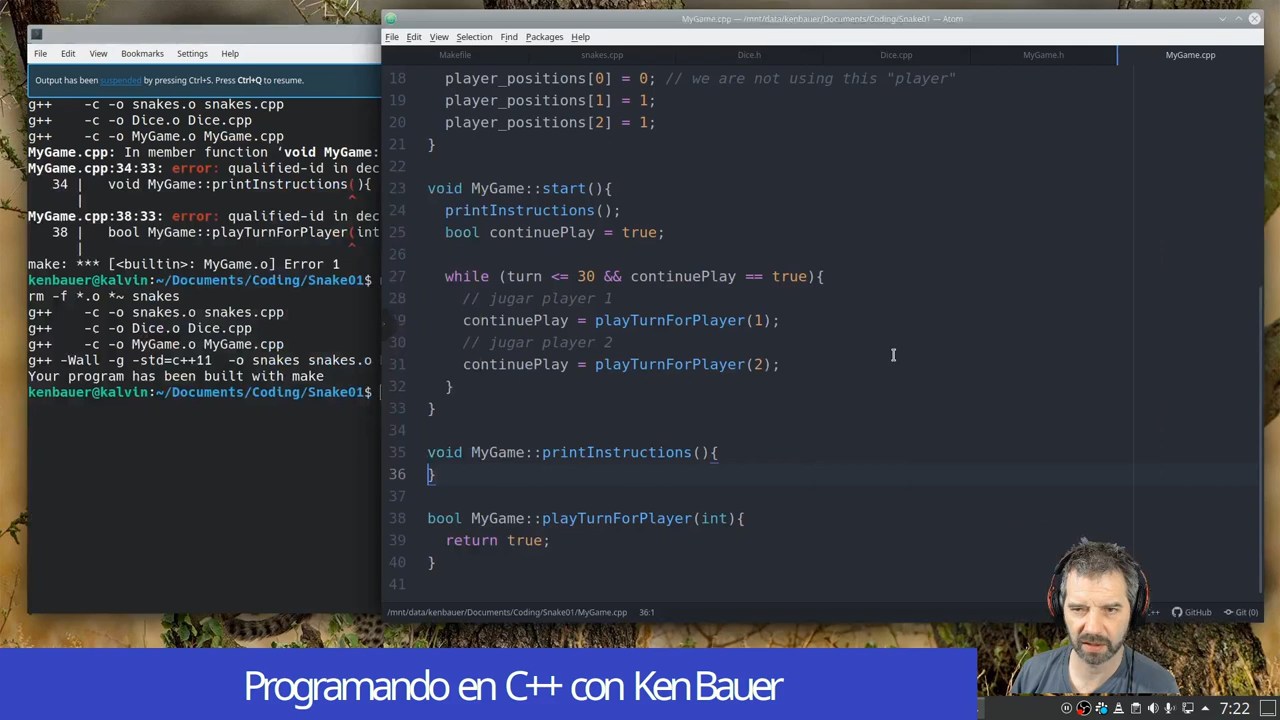 MyGame.cpp — /mnt/data/kenbauer/Documents/Coding/Snake01 — Atom
File Edit View Bookmarks Settings Help
Output has been suspended by pressing Ctrl+S. Press Ctrl+Q to resume.
g++ -c -o snakes.o snakes.cpp
g++ -c -o Dice.o Dice.cpp
g++ -c -o MyGame.o MyGame.cpp
MyGame.cpp: In member function ‘void MyGame:
MyGame.cpp:34:33: error: qualified-id in dec
34 | void MyGame::printInstructions(){
| ^
MyGame.cpp:38:33: error: qualified-id in dec
38 | bool MyGame::playTurnForPlayer(int
| ^
make: *** [<builtin>: MyGame.o] Error 1
kenbauer@kalvin:~/Documents/Coding/Snake01$
rm -f *.o *~ snakes
g++ -c -o snakes.o snakes.cpp
g++ -c -o Dice.o Dice.cpp
g++ -Wall -g -std=c++11 -o snakes snakes.o
Your program has been built with make
kenbauer@kalvin:~/Documents/Coding/Snake01$
File Edit View Selection Find Packages Help
Makefile snakes.cpp Dice.h Dice.cpp MyGame.h MyGame.cpp
18 player_positions[0] = 0; // we are not using this "player"
19 player_positions[1] = 1;
20 player_positions[2] = 1;
21 }
22
23 void MyGame::start(){
24 printInstructions();
25 bool continuePlay = true;
26
27 while (turn <= 30 && continuePlay == true){
28 // jugar player 1
29 continuePlay = playTurnForPlayer(1);
30 // jugar player 2
31 continuePlay = playTurnForPlayer(2);
32 }
33 }
34
35 void MyGame::printInstructions(){
36 }
37
38 bool MyGame::playTurnForPlayer(int){
39 return true;
40 }
41
/mnt/data/kenbauer/Documents/Coding/Snake01/MyGame.cpp 36:1 C++ GitHub Git (0)
Programando en C++ con Ken Bauer
7:22